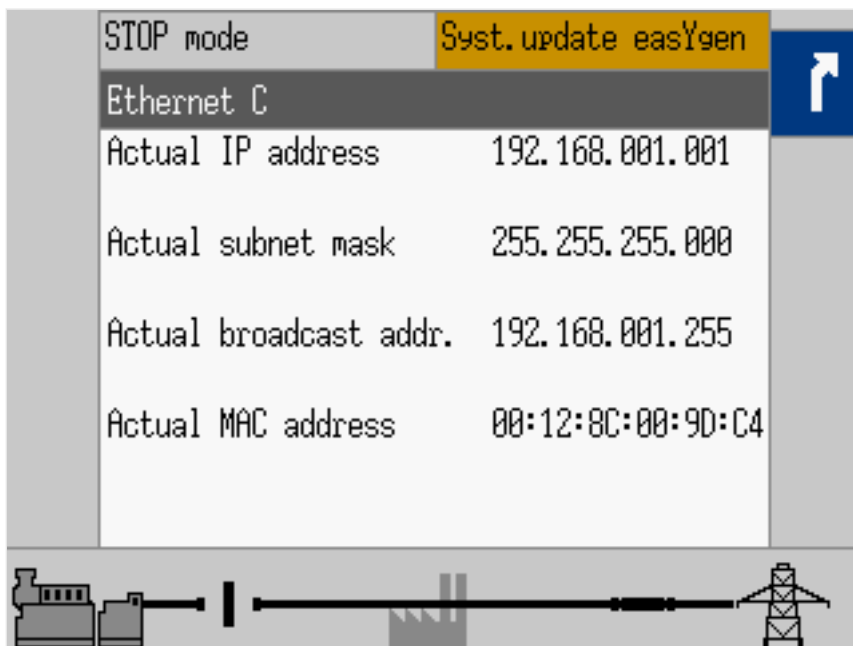 STOP mode
Syst.update easYgen
Ethernet C
Actual IP address 192.168.001.001
Actual subnet mask 255.255.255.000
Actual broadcast addr. 192.168.001.255
Actual MAC address 00:12:8C:00:9D:C4